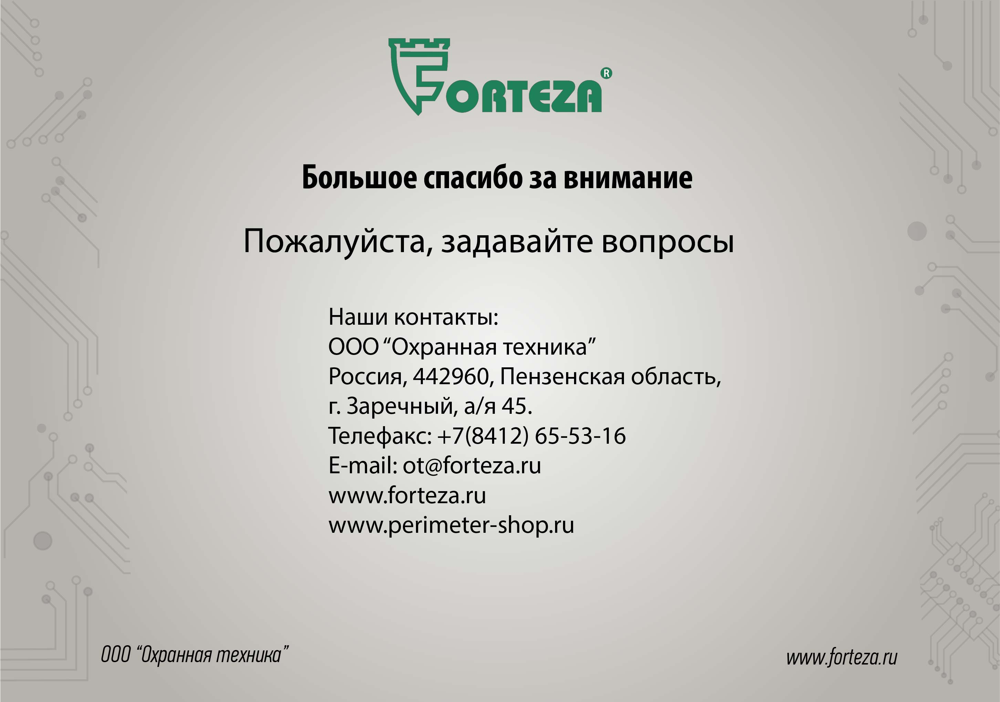 FORTEZA®
Большое спасибо за внимание
Пожалуйста, задавайте вопросы
Наши контакты:
ООО “Охранная техника”
Россия, 442960, Пензенская область,
г. Заречный, а/я 45.
Телефакс: +7(8412) 65-53-16
E-mail: ot@forteza.ru
www.forteza.ru
www.perimeter-shop.ru
ООО “Охранная техника”
www.forteza.ru